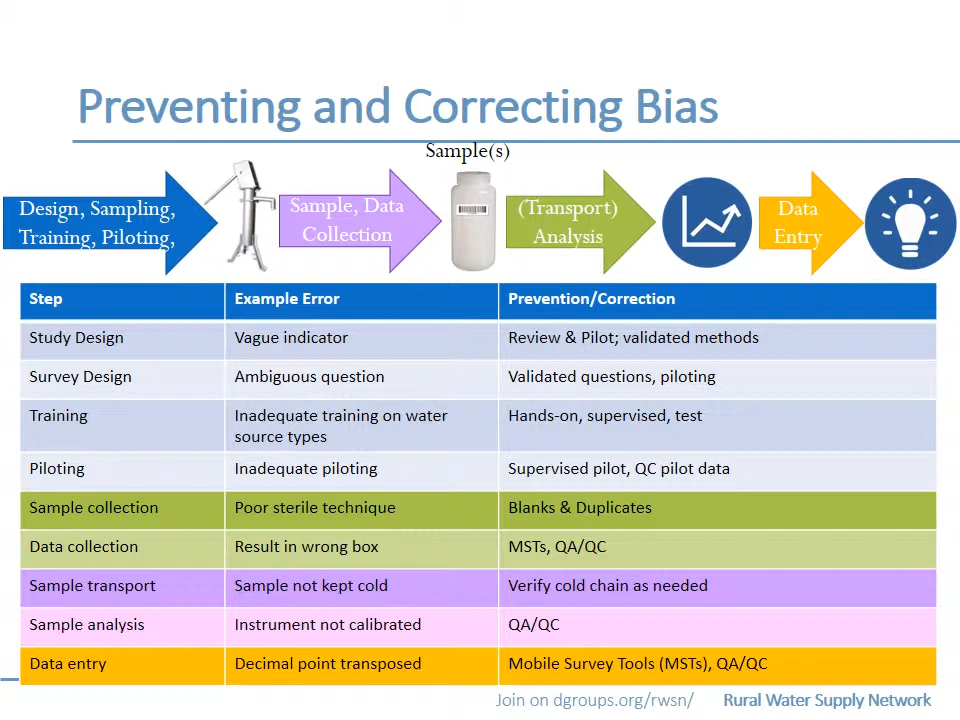 Preventing and Correcting Bias
Sample(s)
Design, Sampling,
Training, Piloting,
Sample, Data
Collection
(Transport)
Analysis
Data
Entry
Step Example Error Prevention/Correction
Study Design Vague indicator Review & Pilot; validated methods
Survey Design Ambiguous question Validated questions, piloting
Training Inadequate training on water Hands-on, supervised, test
source types
Piloting Inadequate piloting Supervised pilot, QC pilot data
Sample collection Poor sterile technique Blanks & Duplicates
Data collection Result in wrong box MSTs, QA/QC
Sample transport Sample not kept cold Verify cold chain as needed
Sample analysis Instrument not calibrated QA/QC
Data entry Decimal point transposed Mobile Survey Tools (MSTs), QA/QC
Join on dgroups.org/rwsn/ Rural Water Supply Network